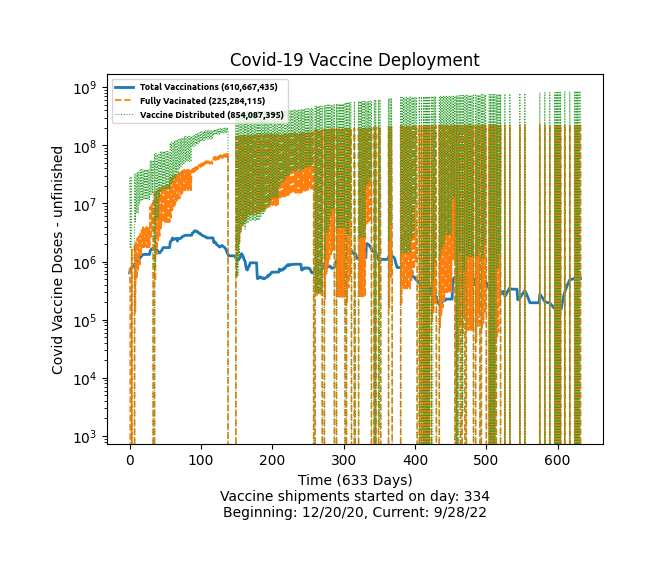 Covid-19 Vaccine Deployment
Total Vaccinations (610,667,435)
Fully Vacinated (225,284,115)
Vaccine Distributed (854,087,395)
Covid Vaccine Doses - unfinished
10⁹
10⁸
10⁷
10⁶
10⁵
10⁴
10³
0 100 200 300 400 500 600
Time (633 Days)
Vaccine shipments started on day: 334
Beginning: 12/20/20, Current: 9/28/22